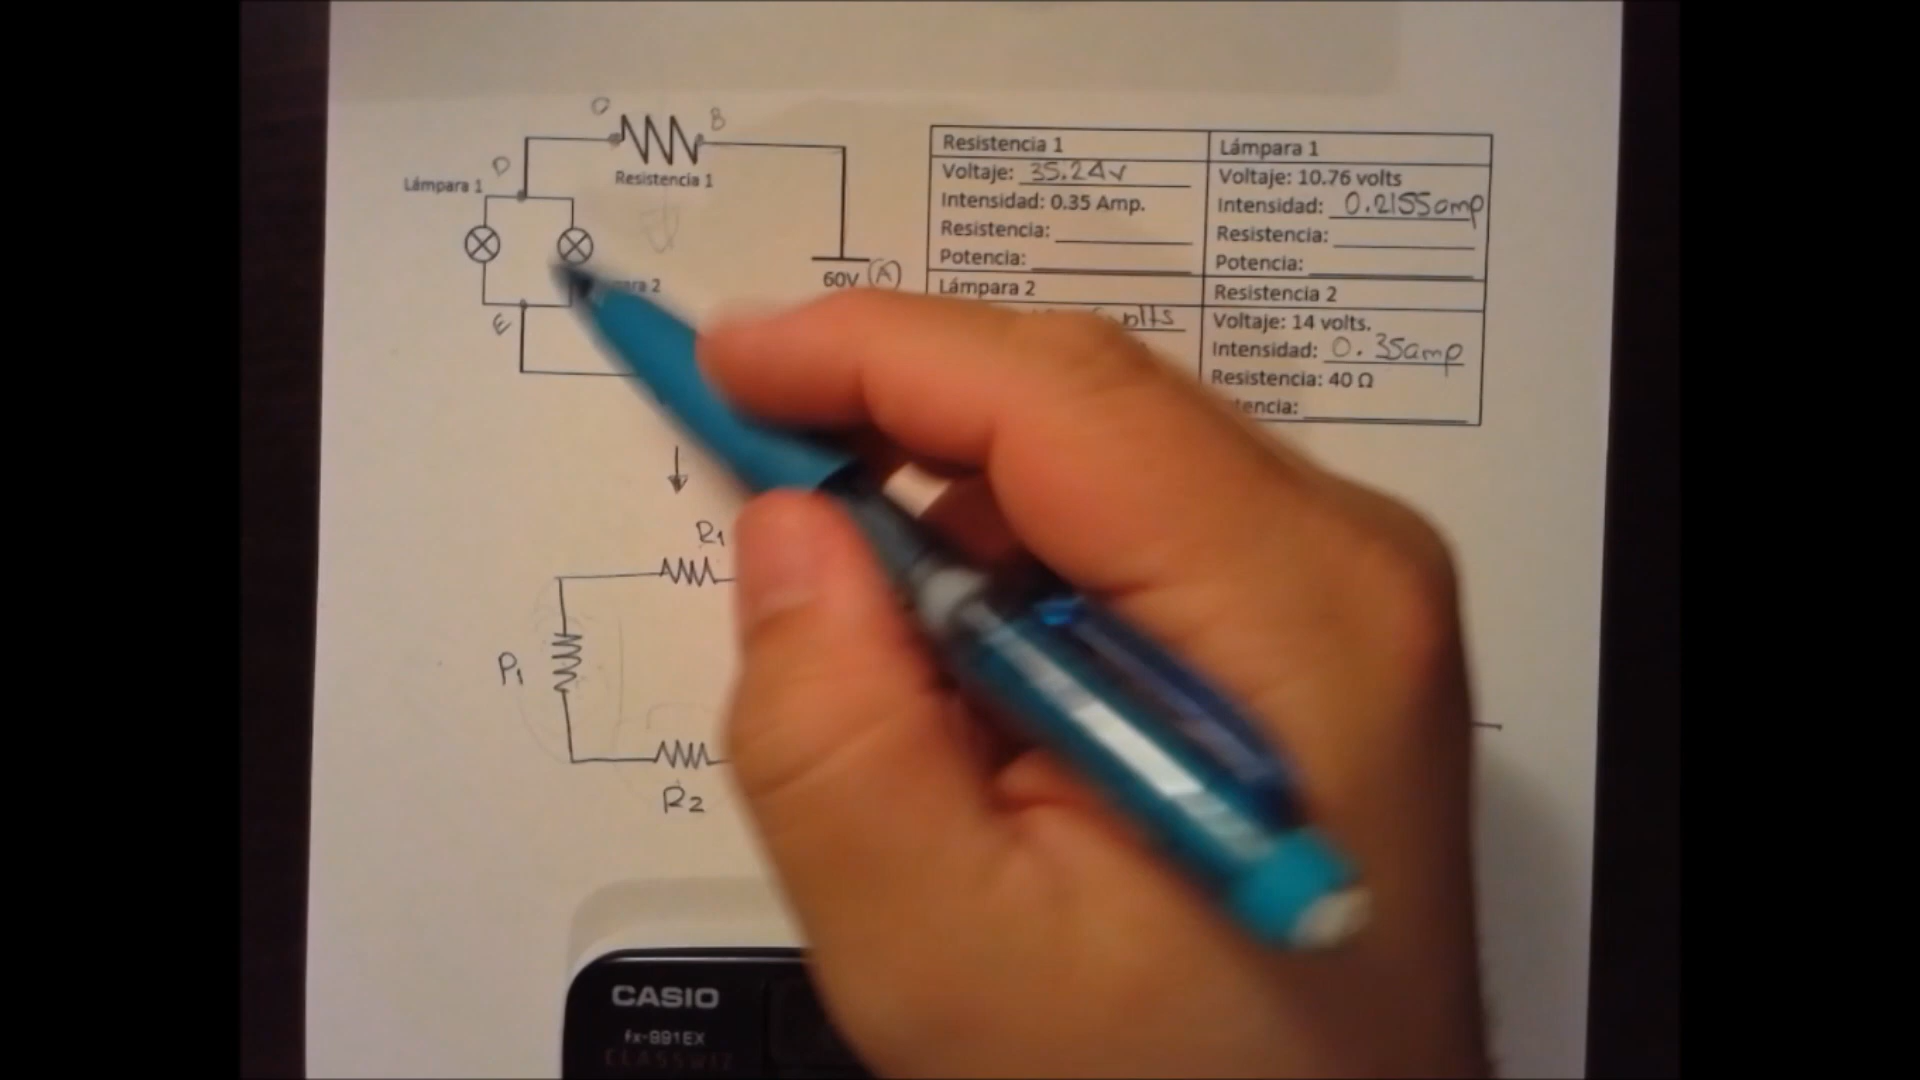 C
B
D
Lámpara 1
Resistencia 1
60V (A)
E
R1
P1
R2
Resistencia 1
Voltaje: 35.24v
Intensidad: 0.35 Amp.
Resistencia:
Potencia:
Lámpara 1
Voltaje: 10.76 volts
Intensidad: 0.2155amp
Resistencia:
Potencia:
Lámpara 2
Resistencia 2
Voltaje: 14 volts.
Intensidad: 0.35amp
Resistencia: 40 Ω
CASIO
fx-991EX
CLASSWIZ